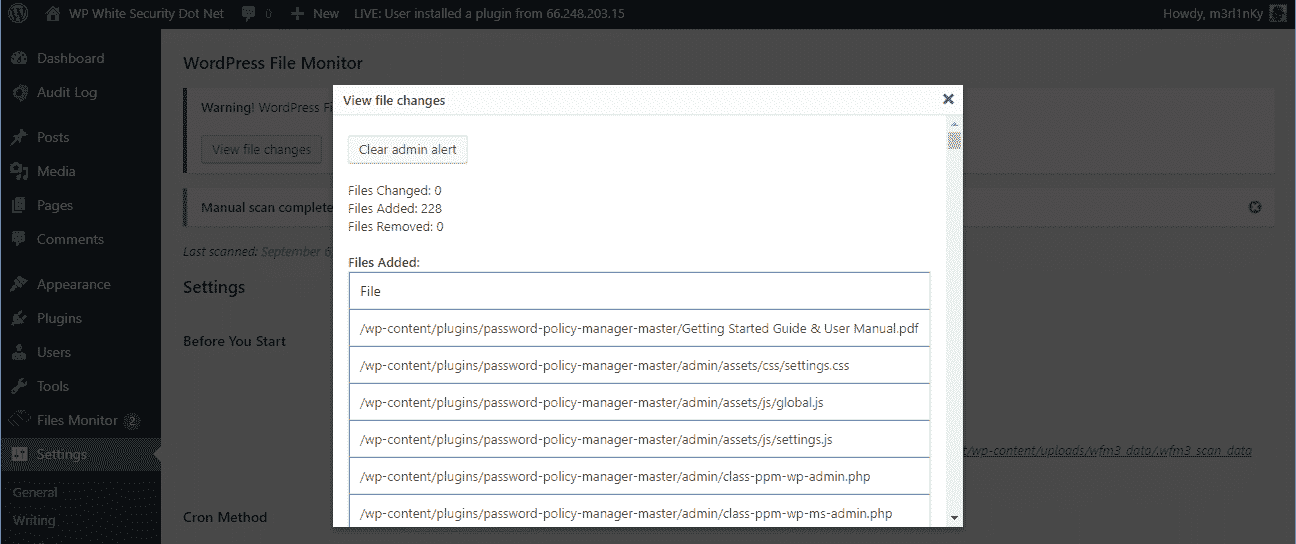 WP White Security Dot Net 0 New LIVE: User installed a plugin from 66.248.203.15 Howdy, m3rl1nKy
Dashboard
Audit Log
Posts
Media
Pages
Comments
Appearance
Plugins
Users
Tools
Files Monitor 2
Settings
General
Writing
WordPress File Monitor
Warning! WordPress Fi
View file changes
Manual scan complete
Last scanned: September 6,
Settings
Before You Start
t/wp-content/uploads/wfm3_data/.wfm3_scan_data
Cron Method
View file changes
Clear admin alert
Files Changed: 0
Files Added: 228
Files Removed: 0
Files Added:
File
/wp-content/plugins/password-policy-manager-master/Getting Started Guide & User Manual.pdf
/wp-content/plugins/password-policy-manager-master/admin/assets/css/settings.css
/wp-content/plugins/password-policy-manager-master/admin/assets/js/global.js
/wp-content/plugins/password-policy-manager-master/admin/assets/js/settings.js
/wp-content/plugins/password-policy-manager-master/admin/class-ppm-wp-admin.php
/wp-content/plugins/password-policy-manager-master/admin/class-ppm-wp-ms-admin.php